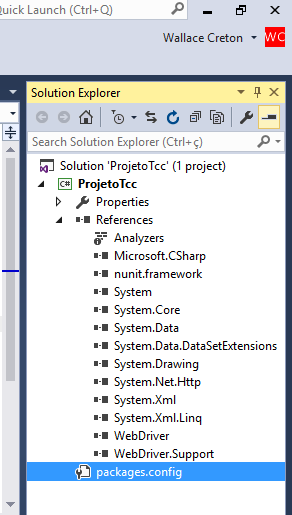 Quick Launch (Ctrl+Q)
Wallace Creton WC
Solution Explorer
Search Solution Explorer (Ctrl+ç)
Solution 'ProjetoTcc' (1 project)
C# ProjetoTcc
Properties
References
Analyzers
Microsoft.CSharp
nunit.framework
System
System.Core
System.Data
System.Data.DataSetExtensions
System.Drawing
System.Net.Http
System.Xml
System.Xml.Linq
WebDriver
WebDriver.Support
packages.config